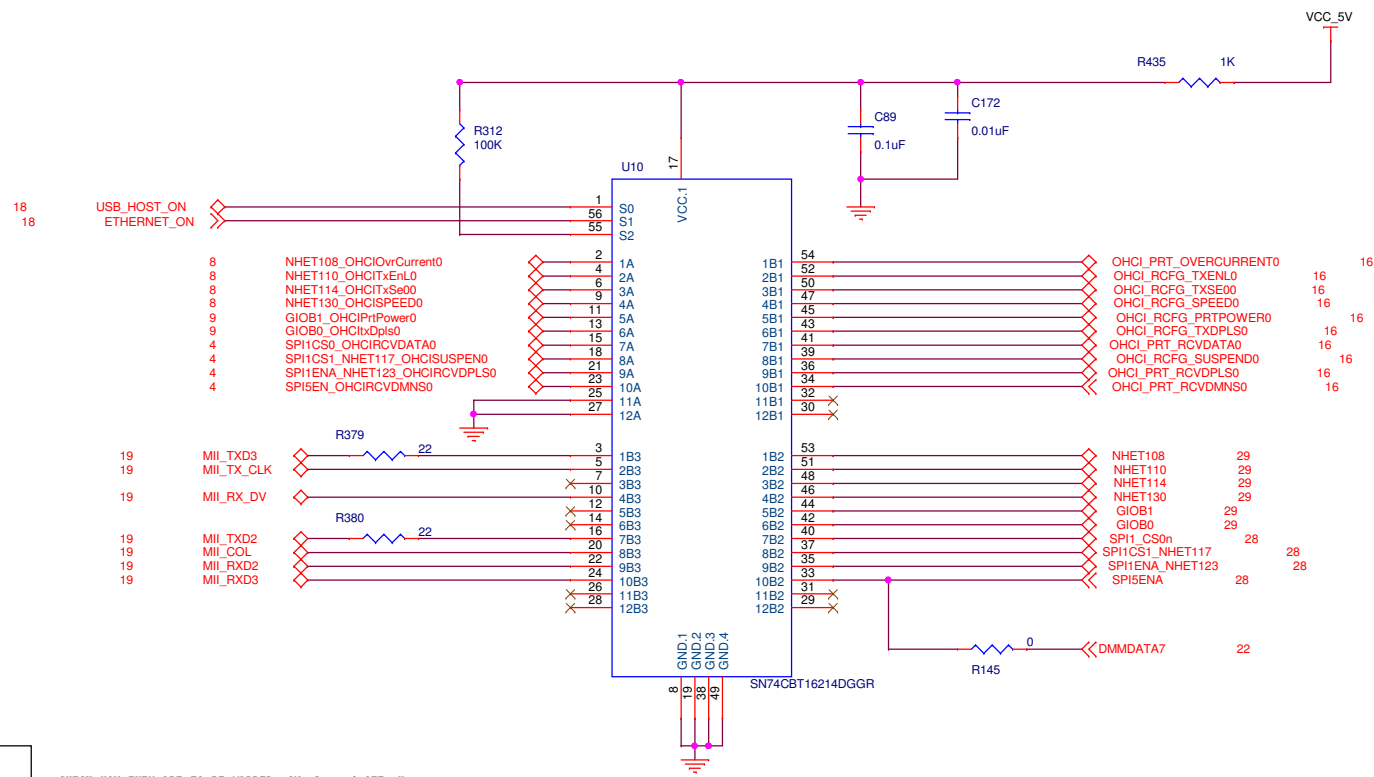 VCC_5V
R435 1K
C172
0.01uF
C89
0.1uF
R312
100K
U10
17
VCC.1
18 USB_HOST_ON 1 S0
18 ETHERNET_ON 56 S1
55 S2
8 NHET108_OHCIOvrCurrent0 2 1A 1B1 54 OHCI_PRT_OVERCURRENT0 16
8 NHET110_OHCITxEnL0 4 2A 2B1 52 OHCI_RCFG_TXENL0 16
8 NHET114_OHCITxSe00 6 3A 3B1 50 OHCI_RCFG_TXSE00 16
8 NHET130_OHCISPEED0 9 4A 4B1 47 OHCI_RCFG_SPEED0 16
9 GIOB1_OHCIPrtPower0 11 5A 5B1 45 OHCI_RCFG_PRTPOWER0 16
9 GIOB0_OHCItxDpls0 13 6A 6B1 43 OHCI_RCFG_TXDPLS0 16
4 SPI1CS0_OHCIRCVDATA0 15 7A 7B1 41 OHCI_PRT_RCVDATA0 16
4 SPI1CS1_NHET117_OHCISUSPEN0 18 8A 8B1 39 OHCI_RCFG_SUSPEND0 16
4 SPI1ENA_NHET123_OHCIRCVDPLS0 21 9A 9B1 36 OHCI_PRT_RCVDPLS0 16
4 SPI5EN_OHCIRCVDMNS0 23 10A 10B1 34 OHCI_PRT_RCVDMNS0 16
25 11A 11B1 32
27 12A 12B1 30
R379
19 MII_TXD3 22 3 1B3 1B2 53 NHET108 29
19 MII_TX_CLK 5 2B3 2B2 51 NHET110 29
7 3B3 3B2 48 NHET114 29
19 MII_RX_DV 10 4B3 4B2 46 NHET130 29
12 5B3 5B2 44 GIOB1 29
R380
14 6B3 6B2 42 GIOB0 29
19 MII_TXD2 22 16 7B3 7B2 40 SPI1_CS0n 28
19 MII_COL 20 8B3 8B2 37 SPI1CS1_NHET117 28
19 MII_RXD2 22 9B3 9B2 35 SPI1ENA_NHET123 28
19 MII_RXD3 24 10B3 10B2 33 SPI5ENA 28
26 11B3 11B2 31
28 12B3 12B2 29
0 DMMDATA7 22
R145
GND.1 GND.2 GND.3 GND.4
SN74CBT16214DGGR
8 19 38 49